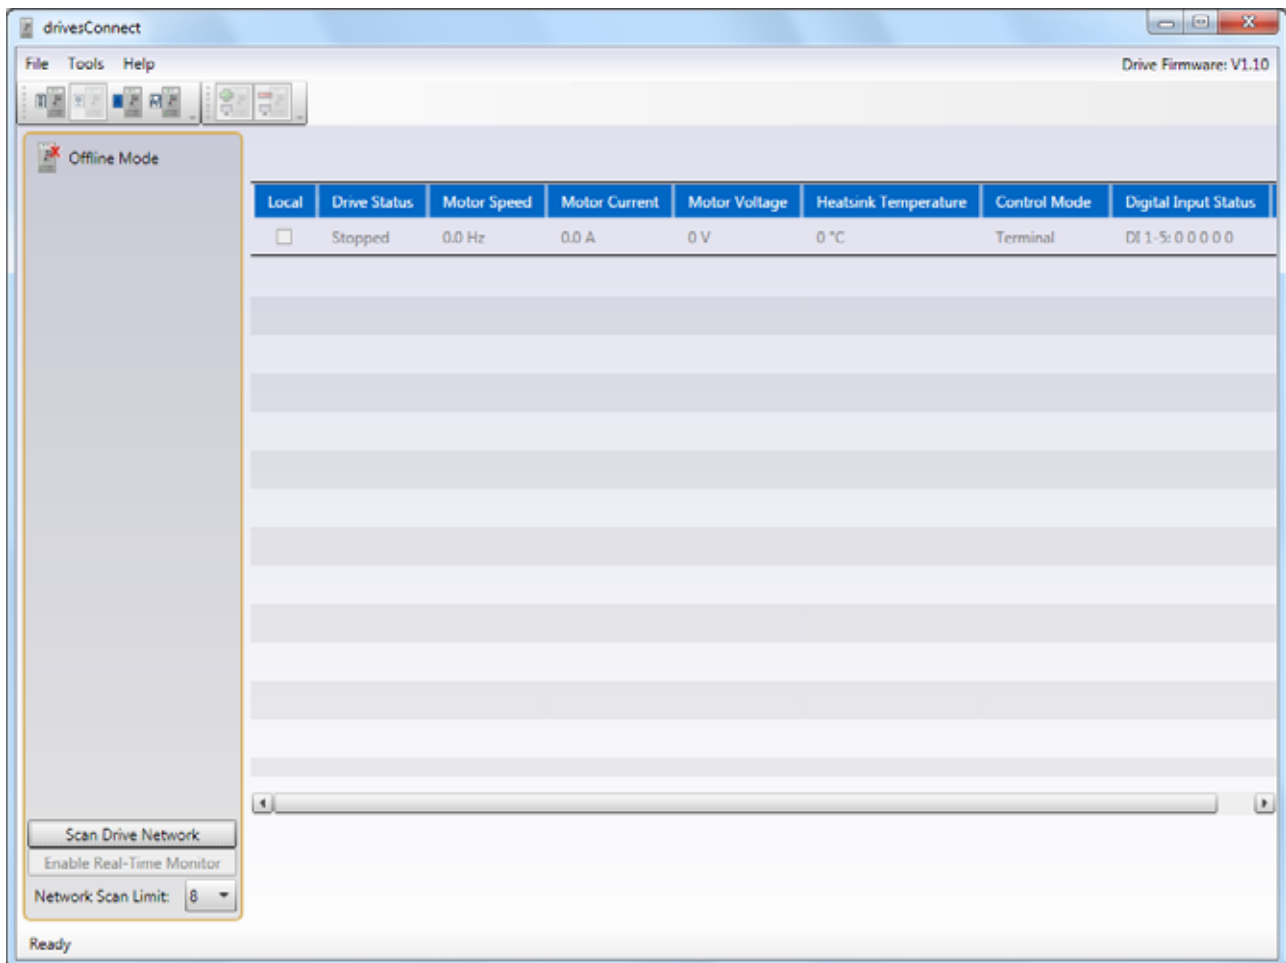 drivesConnect
File Tools Help
Drive Firmware: V1.10
Offline Mode
Local Drive Status Motor Speed Motor Current Motor Voltage Heatsink Temperature Control Mode Digital Input Status
Stopped 0.0 Hz 0.0 A 0 V 0 °C Terminal DI 1-5: 0 0 0 0 0
Scan Drive Network
Enable Real-Time Monitor
Network Scan Limit: 8
Ready